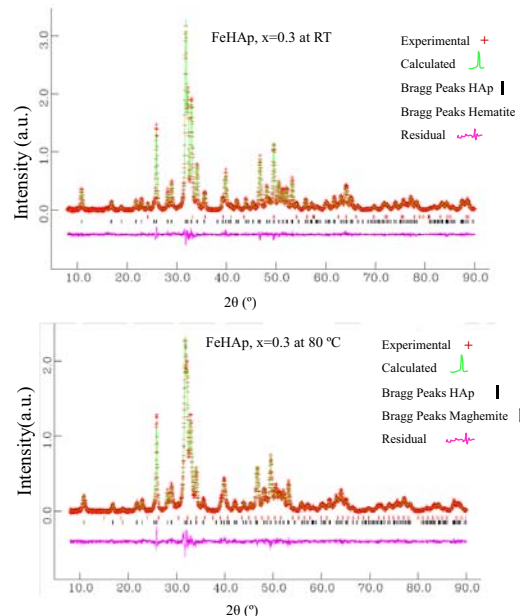 FeHAp, x=0.3 at RT
Experimental +
Calculated
Bragg Peaks HAp
Bragg Peaks Hematite
Residual
Intensity (a.u.)
3.0
2.0
1.0
0.0
10.0 20.0 30.0 40.0 50.0 60.0 70.0 80.0 90.0
2θ (º)
FeHAp, x=0.3 at 80 ºC
Experimental +
Calculated
Bragg Peaks HAp
Bragg Peaks Maghemite
Residual
Intensity(a.u.)
2.0
1.0
0.0
10.0 20.0 30.0 40.0 50.0 60.0 70.0 80.0 90.0
2θ (º)